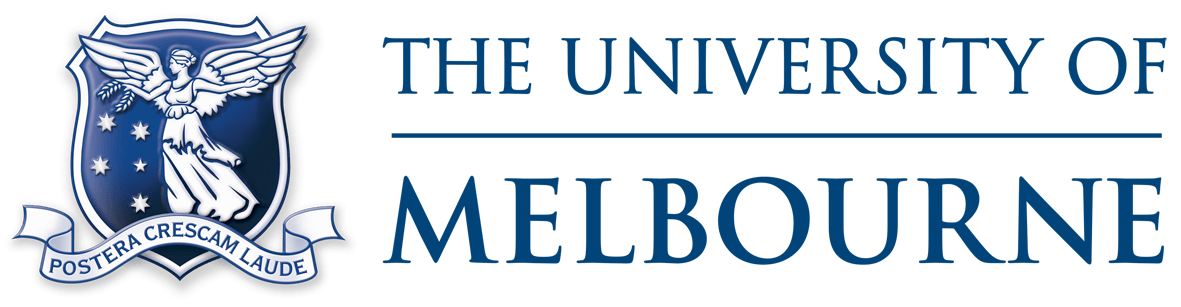 POSTERA CRESCAM LAUDE
THE UNIVERSITY OF
MELBOURNE